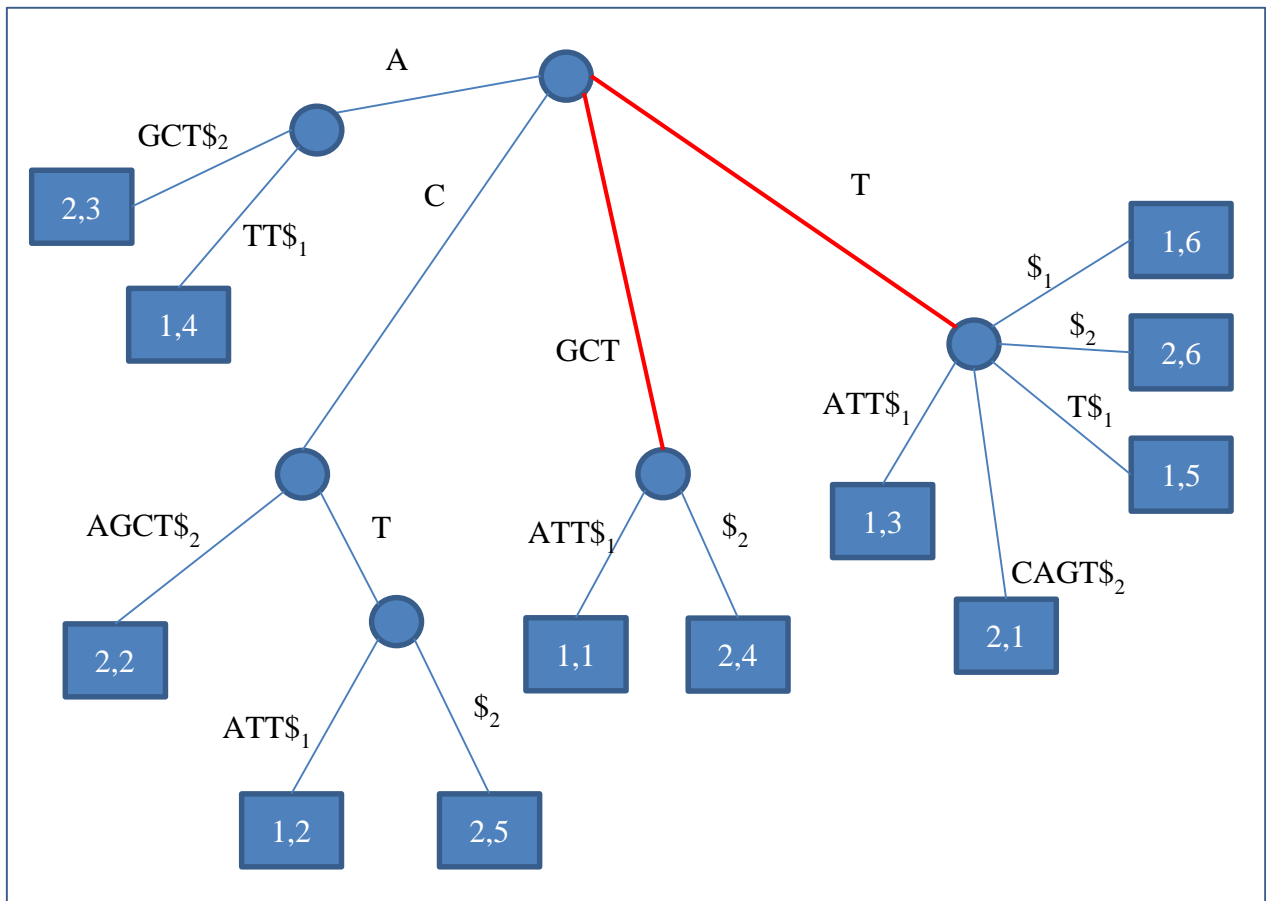 A
GCT$₂
C
T
2,3
1,6
TT$₁
$₁
1,4
$₂
GCT
2,6
ATT$₁
T$₁
1,5
1,3
AGCT$₂
T
ATT$₁
$₂
CAGT$₂
2,2
1,1
2,4
2,1
ATT$₁
$₂
1,2
2,5